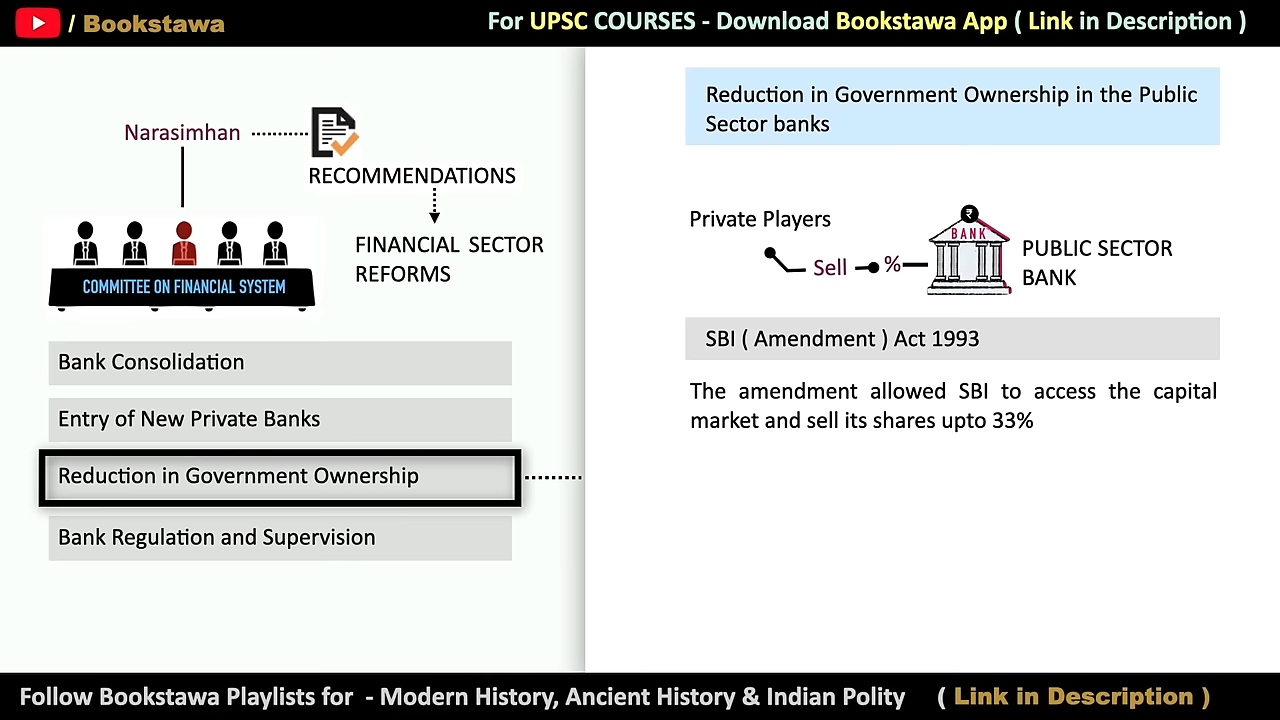 / Bookstawa
For UPSC COURSES - Download Bookstawa App ( Link in Description )
Narasimhan
RECOMMENDATIONS
FINANCIAL SECTOR
REFORMS
COMMITTEE ON FINANCIAL SYSTEM
Bank Consolidation
Entry of New Private Banks
Reduction in Government Ownership
Bank Regulation and Supervision
Reduction in Government Ownership in the Public
Sector banks
Private Players
Sell
%
₹
BANK
PUBLIC SECTOR
BANK
SBI ( Amendment ) Act 1993
The amendment allowed SBI to access the capital
market and sell its shares upto 33%
Follow Bookstawa Playlists for - Modern History, Ancient History & Indian Polity ( Link in Description )